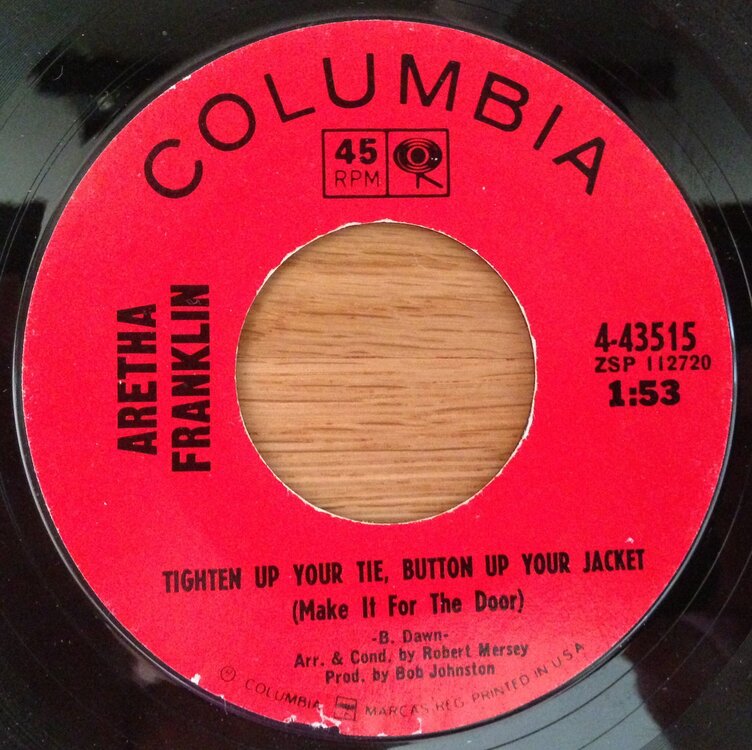 COLUMBIA
45
RPM
ARETHA
FRANKLIN
4-43515
ZSP 112720
1:53
TIGHTEN UP YOUR TIE, BUTTON UP YOUR JACKET
(Make It For The Door)
-B. Dawn-
Arr. & Cond. by Robert Mersey
Prod. by Bob Johnston
COLUMBIA MARCAS REG. PRINTED IN U.S.A.